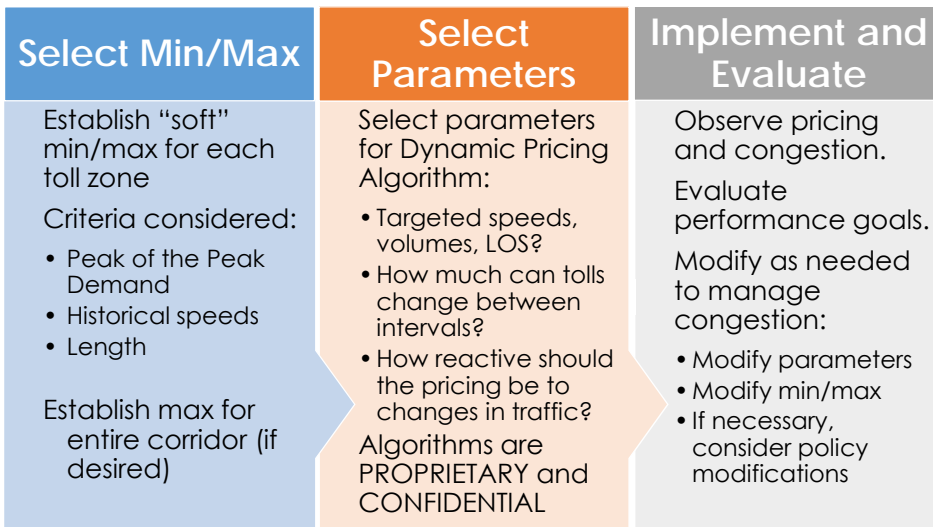 Select Min/Max
Establish “soft”
min/max for each
toll zone
Criteria considered:
• Peak of the Peak
Demand
• Historical speeds
• Length
Establish max for
entire corridor (if
desired)
Select
Parameters
Select parameters
for Dynamic Pricing
Algorithm:
• Targeted speeds,
volumes, LOS?
• How much can tolls
change between
intervals?
• How reactive should
the pricing be to
changes in traffic?
Algorithms are
PROPRIETARY and
CONFIDENTIAL
Implement and
Evaluate
Observe pricing
and congestion.
Evaluate
performance goals.
Modify as needed
to manage
congestion:
• Modify parameters
• Modify min/max
• If necessary,
consider policy
modifications